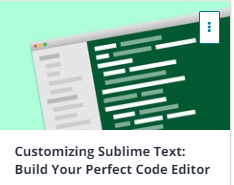 Customizing Sublime Text:
Build Your Perfect Code Editor